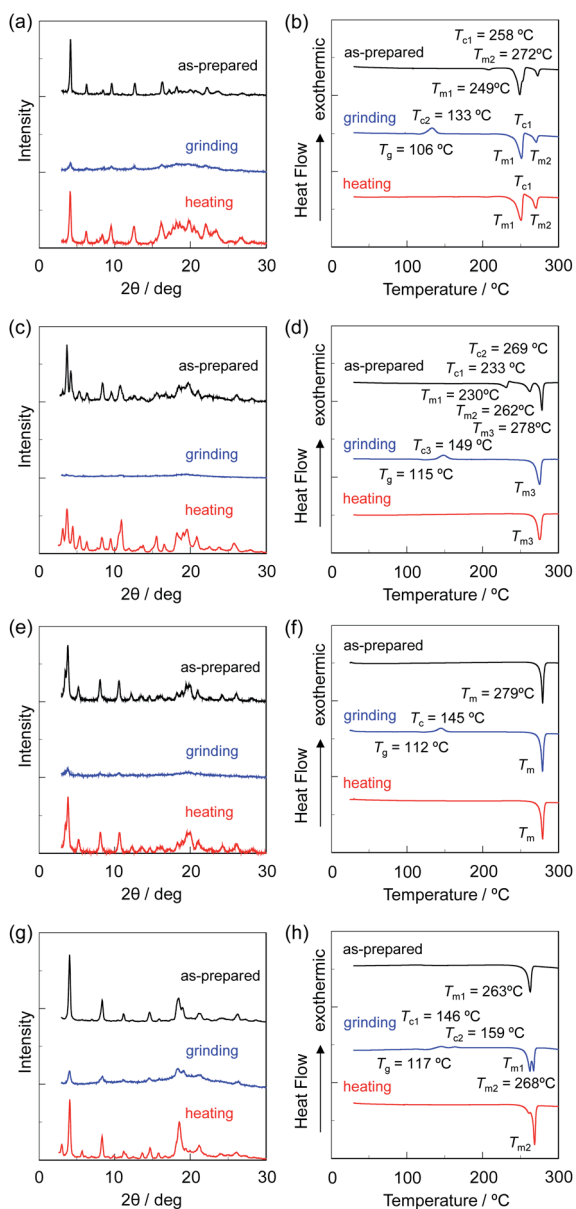 (a)
Intensity
as-prepared
grinding
heating
0 10 20 30
2θ / deg
(b)
Heat Flow exothermic
as-prepared
Tc1 = 258 ºC
Tm2 = 272ºC
Tm1 = 249ºC
grinding
Tc2 = 133 ºC
Tc1
Tg = 106 ºC
Tm1 Tm2
heating
Tc1
Tm1 Tm2
0 100 200 300
Temperature / ºC
(c)
Intensity
as-prepared
grinding
heating
0 10 20 30
2θ / deg
(d)
Heat Flow exothermic
Tc2 = 269 ºC
as-prepared
Tc1 = 233 ºC
Tm1 = 230ºC
Tm2 = 262ºC
Tm3 = 278ºC
grinding
Tc3 = 149 ºC
Tg = 115 ºC
Tm3
heating
Tm3
0 100 200 300
Temperature / ºC
(e)
Intensity
as-prepared
grinding
heating
0 10 20 30
2θ / deg
(f)
Heat Flow exothermic
as-prepared
Tm = 279ºC
grinding
Tc = 145 ºC
Tg = 112 ºC
Tm
heating
Tm
0 100 200 300
Temperature / ºC
(g)
Intensity
as-prepared
grinding
heating
0 10 20 30
2θ / deg
(h)
Heat Flow exothermic
as-prepared
Tm1 = 263ºC
Tc1 = 146 ºC
grinding
Tc2 = 159 ºC
Tg = 117 ºC
Tm1
Tm2 = 268ºC
heating
Tm2
0 100 200 300
Temperature / ºC